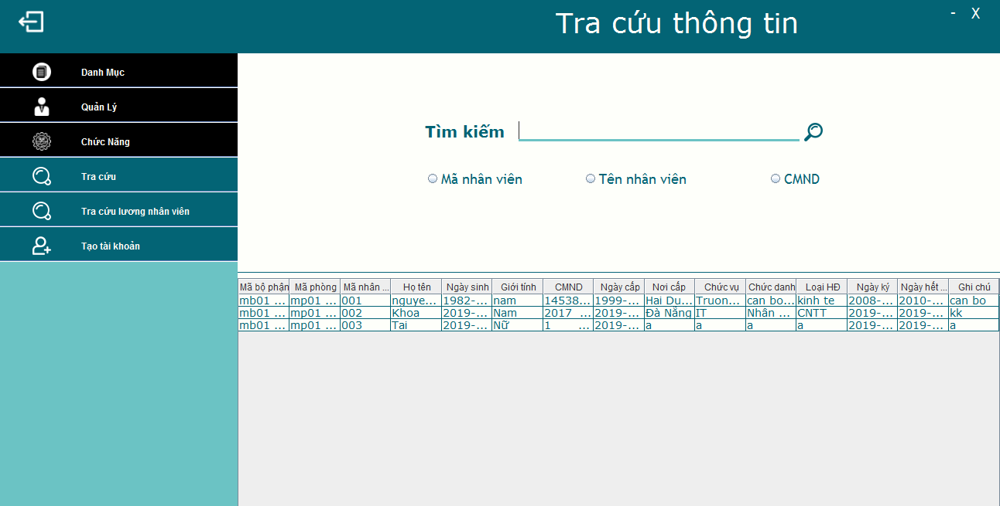 Tra cứu thông tin
- X
Danh Mục
Quản Lý
Chức Năng
Tra cứu
Tra cứu lương nhân viên
Tạo tài khoản
Tìm kiếm
Mã nhân viên Tên nhân viên CMND
Mã bộ phận Mã phòng Mã nhân ... Họ tên Ngày sinh Giới tính CMND Ngày cấp Nơi cấp Chức vụ Chức danh Loại HĐ Ngày ký Ngày hết ... Ghi chú
mb01 ... mp01 ... 001 nguye... 1982-... nam 14538... 1999-... Hai Du... Truon... can bo... kinh te 2008-... 2010-... can bo
mb01 ... mp01 ... 002 Khoa 2019-... Nam 2017 ... 2019-... Đà Nẵng IT Nhân ... CNTT 2019-... 2019-... kk
mb01 ... mp01 ... 003 Tai 2019-... Nữ 1 ... 2019-... a a a a 2019-... 2019-... a